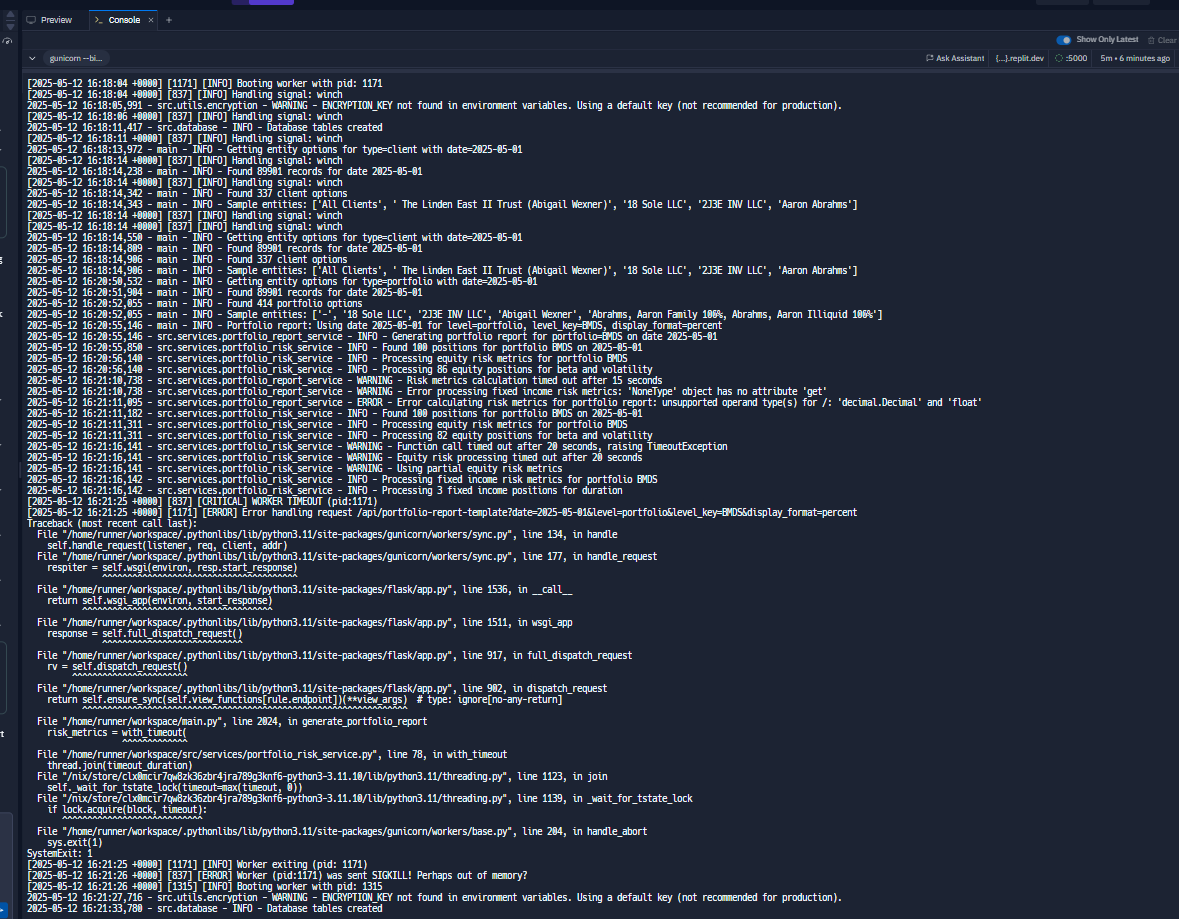 Preview
Console
Show Only Latest
Clear
gunicorn --bi...
Ask Assistant
{...}.replit.dev
:5000
5m • 6 minutes ago
[2025-05-12 16:18:04 +0000] [1171] [INFO] Booting worker with pid: 1171
[2025-05-12 16:18:04 +0000] [837] [INFO] Handling signal: winch
2025-05-12 16:18:05,991 - src.utils.encryption - WARNING - ENCRYPTION_KEY not found in environment variables. Using a default key (not recommended for production).
[2025-05-12 16:18:06 +0000] [837] [INFO] Handling signal: winch
2025-05-12 16:18:11,417 - src.database - INFO - Database tables created
[2025-05-12 16:18:11 +0000] [837] [INFO] Handling signal: winch
2025-05-12 16:18:13,972 - main - INFO - Getting entity options for type=client with date=2025-05-01
[2025-05-12 16:18:14 +0000] [837] [INFO] Handling signal: winch
2025-05-12 16:18:14,238 - main - INFO - Found 89901 records for date 2025-05-01
[2025-05-12 16:18:14 +0000] [837] [INFO] Handling signal: winch
2025-05-12 16:18:14,342 - main - INFO - Found 337 client options
2025-05-12 16:18:14,343 - main - INFO - Sample entities: ['All Clients', ' The Linden East II Trust (Abigail Wexner)', '18 Sole LLC', '2J3E INV LLC', 'Aaron Abrahms']
[2025-05-12 16:18:14 +0000] [837] [INFO] Handling signal: winch
[2025-05-12 16:18:14 +0000] [837] [INFO] Handling signal: winch
2025-05-12 16:18:14,550 - main - INFO - Getting entity options for type=client with date=2025-05-01
2025-05-12 16:18:14,809 - main - INFO - Found 89901 records for date 2025-05-01
2025-05-12 16:18:14,906 - main - INFO - Found 337 client options
2025-05-12 16:18:14,906 - main - INFO - Sample entities: ['All Clients', ' The Linden East II Trust (Abigail Wexner)', '18 Sole LLC', '2J3E INV LLC', 'Aaron Abrahms']
2025-05-12 16:20:50,532 - main - INFO - Getting entity options for type=portfolio with date=2025-05-01
2025-05-12 16:20:51,904 - main - INFO - Found 89901 records for date 2025-05-01
2025-05-12 16:20:52,055 - main - INFO - Found 414 portfolio options
2025-05-12 16:20:52,055 - main - INFO - Sample entities: ['-', '18 Sole LLC', '2J3E INV LLC', 'Abigail Wexner', 'Abrahms, Aaron Family 106%, Abrahms, Aaron Illiquid 106%']
2025-05-12 16:20:55,146 - main - INFO - Portfolio report: Using date 2025-05-01 for level=portfolio, level_key=BMDS, display_format=percent
2025-05-12 16:20:55,146 - src.services.portfolio_report_service - INFO - Generating portfolio report for portfolio=BMDS on date 2025-05-01
2025-05-12 16:20:55,850 - src.services.portfolio_risk_service - INFO - Found 100 positions for portfolio BMDS on 2025-05-01
2025-05-12 16:20:56,140 - src.services.portfolio_risk_service - INFO - Processing equity risk metrics for portfolio BMDS
2025-05-12 16:20:56,140 - src.services.portfolio_risk_service - INFO - Processing 86 equity positions for beta and volatility
2025-05-12 16:21:10,738 - src.services.portfolio_report_service - WARNING - Risk metrics calculation timed out after 15 seconds
2025-05-12 16:21:10,738 - src.services.portfolio_report_service - WARNING - Error processing fixed income risk metrics: 'NoneType' object has no attribute 'get'
2025-05-12 16:21:11,095 - src.services.portfolio_report_service - ERROR - Error calculating risk metrics for portfolio report: unsupported operand type(s) for /: 'decimal.Decimal' and 'float'
2025-05-12 16:21:11,182 - src.services.portfolio_risk_service - INFO - Found 100 positions for portfolio BMDS on 2025-05-01
2025-05-12 16:21:11,311 - src.services.portfolio_risk_service - INFO - Processing equity risk metrics for portfolio BMDS
2025-05-12 16:21:11,311 - src.services.portfolio_risk_service - INFO - Processing 82 equity positions for beta and volatility
2025-05-12 16:21:16,141 - src.services.portfolio_risk_service - WARNING - Function call timed out after 20 seconds, raising TimeoutException
2025-05-12 16:21:16,141 - src.services.portfolio_risk_service - WARNING - Equity risk processing timed out after 20 seconds
2025-05-12 16:21:16,141 - src.services.portfolio_risk_service - WARNING - Using partial equity risk metrics
2025-05-12 16:21:16,142 - src.services.portfolio_risk_service - INFO - Processing fixed income risk metrics for portfolio BMDS
2025-05-12 16:21:16,142 - src.services.portfolio_risk_service - INFO - Processing 3 fixed income positions for duration
[2025-05-12 16:21:25 +0000] [837] [CRITICAL] WORKER TIMEOUT (pid:1171)
[2025-05-12 16:21:25 +0000] [1171] [ERROR] Error handling request /api/portfolio-report-template?date=2025-05-01&level=portfolio&level_key=BMDS&display_format=percent
Traceback (most recent call last):
File "/home/runner/workspace/.pythonlibs/lib/python3.11/site-packages/gunicorn/workers/sync.py", line 134, in handle
self.handle_request(listener, req, client, addr)
File "/home/runner/workspace/.pythonlibs/lib/python3.11/site-packages/gunicorn/workers/sync.py", line 177, in handle_request
respiter = self.wsgi(environ, resp.start_response)
^^^^^^^^^^^^^^^^^^^^^^^^^^^^^^^^^^^^^^^
File "/home/runner/workspace/.pythonlibs/lib/python3.11/site-packages/flask/app.py", line 1536, in __call__
return self.wsgi_app(environ, start_response)
^^^^^^^^^^^^^^^^^^^^^^^^^^^^^^^^^^^^^^
File "/home/runner/workspace/.pythonlibs/lib/python3.11/site-packages/flask/app.py", line 1511, in wsgi_app
response = self.full_dispatch_request()
^^^^^^^^^^^^^^^^^^^^^^^^^^^^
File "/home/runner/workspace/.pythonlibs/lib/python3.11/site-packages/flask/app.py", line 917, in full_dispatch_request
rv = self.dispatch_request()
^^^^^^^^^^^^^^^^^^^^^^^
File "/home/runner/workspace/.pythonlibs/lib/python3.11/site-packages/flask/app.py", line 902, in dispatch_request
return self.ensure_sync(self.view_functions[rule.endpoint])(**view_args)  # type: ignore[no-any-return]
^^^^^^^^^^^^^^^^^^^^^^^^^^^^^^^^^^^^^^^^^^^^^^^^^^^^^^^^^^^^^^^^^
File "/home/runner/workspace/main.py", line 2024, in generate_portfolio_report
risk_metrics = with_timeout(
^^^^^^^^^^^^^
File "/home/runner/workspace/src/services/portfolio_risk_service.py", line 78, in with_timeout
thread.join(timeout_duration)
File "/nix/store/clx0mcir7qw8zk36zbr4jra789g3knf6-python3-3.11.10/lib/python3.11/threading.py", line 1123, in join
self._wait_for_tstate_lock(timeout=max(timeout, 0))
File "/nix/store/clx0mcir7qw8zk36zbr4jra789g3knf6-python3-3.11.10/lib/python3.11/threading.py", line 1139, in _wait_for_tstate_lock
if lock.acquire(block, timeout):
^^^^^^^^^^^^^^^^^^^^^^^^^^^^
File "/home/runner/workspace/.pythonlibs/lib/python3.11/site-packages/gunicorn/workers/base.py", line 204, in handle_abort
sys.exit(1)
SystemExit: 1
[2025-05-12 16:21:25 +0000] [1171] [INFO] Worker exiting (pid: 1171)
[2025-05-12 16:21:26 +0000] [837] [ERROR] Worker (pid:1171) was sent SIGKILL! Perhaps out of memory?
[2025-05-12 16:21:26 +0000] [1315] [INFO] Booting worker with pid: 1315
2025-05-12 16:21:27,716 - src.utils.encryption - WARNING - ENCRYPTION_KEY not found in environment variables. Using a default key (not recommended for production).
2025-05-12 16:21:33,780 - src.database - INFO - Database tables created